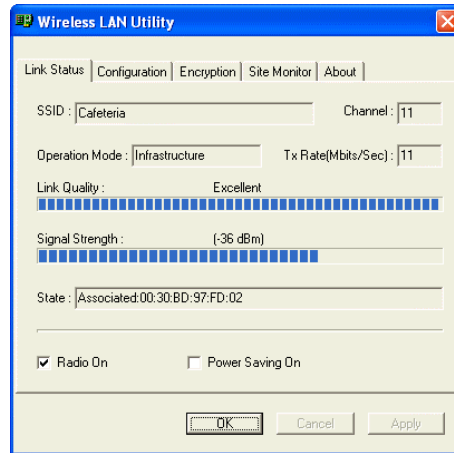 Wireless LAN Utility
Link Status Configuration Encryption Site Monitor About
SSID : Cafeteria Channel : 11
Operation Mode : Infrastructure Tx Rate(Mbits/Sec) : 11
Link Quality : Excellent
Signal Strength : (-36 dBm)
State : Associated:00:30:BD:97:FD:02
Radio On Power Saving On
OK Cancel Apply